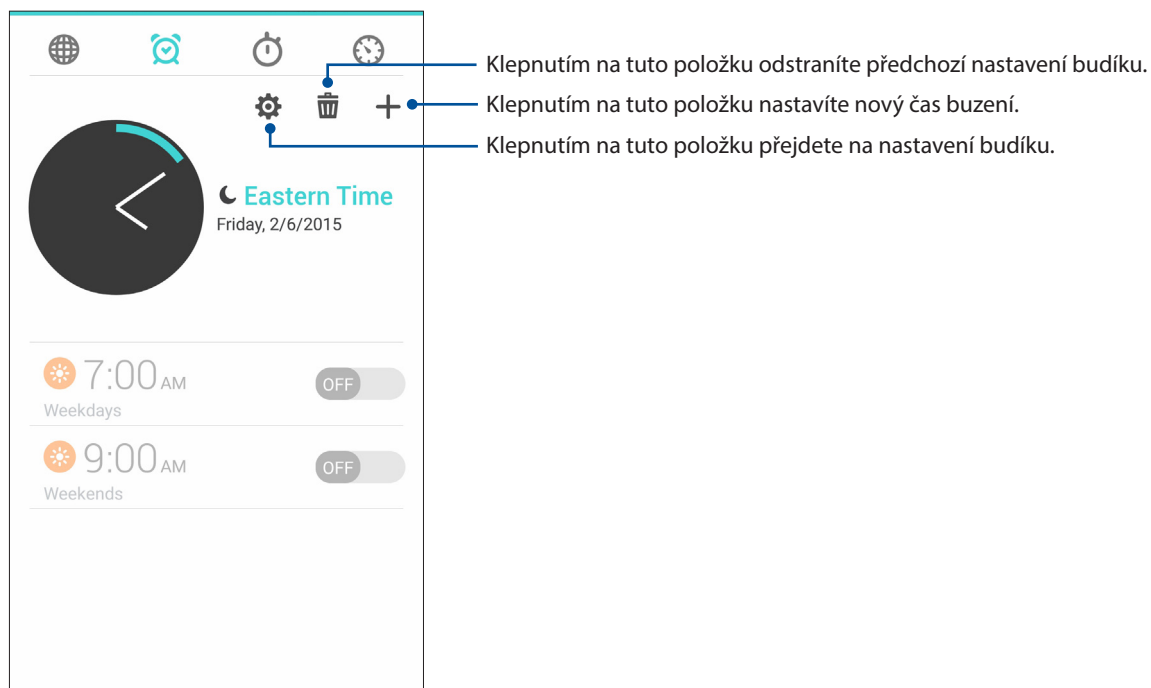 Klepnutím na tuto položku odstraníte předchozí nastavení budíku.
Klepnutím na tuto položku nastavíte nový čas buzení.
Klepnutím na tuto položku přejdete na nastavení budíku.
Eastern Time
Friday, 2/6/2015
7:00 AM
OFF
Weekdays
9:00 AM
OFF
Weekends